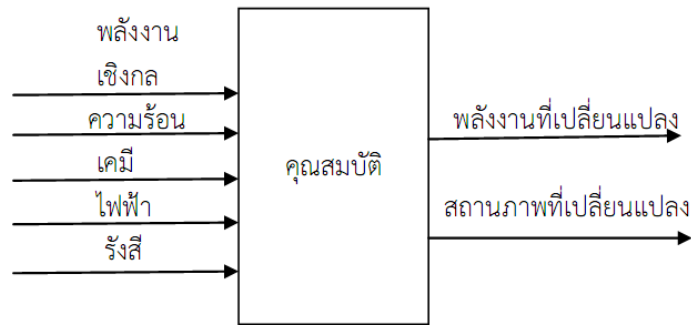 พลังงาน
เชิงกล
ความร้อน
เคมี
ไฟฟ้า
รังสี
คุณสมบัติ
พลังงานที่เปลี่ยนแปลง
สถานภาพที่เปลี่ยนแปลง